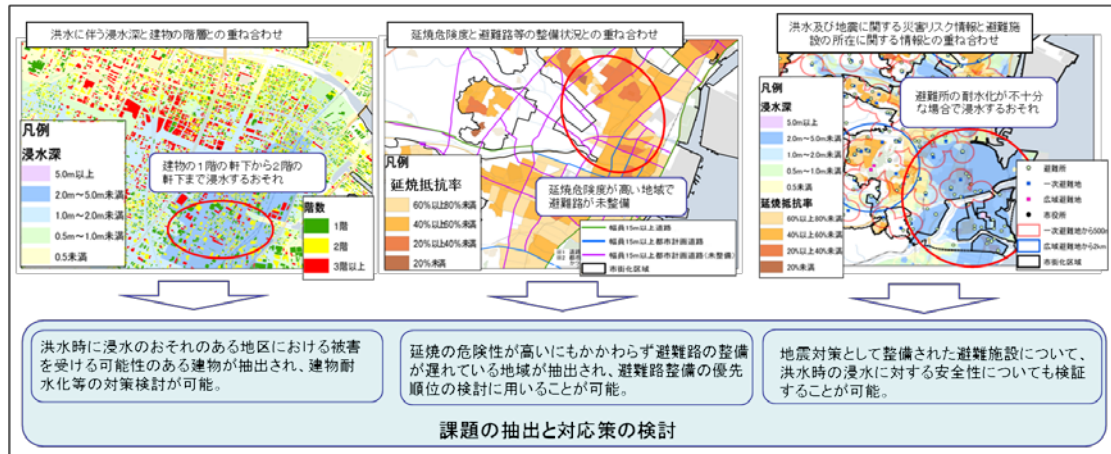 洪水に伴う浸水深と建物の階層との重ね合わせ
凡例
浸水深
5.0m以上
2.0m～5.0m未満
1.0m～2.0m未満
0.5m～1.0m未満
0.5未満
建物の1階の軒下から2階の
軒下まで浸水するおそれ
階数
1階
2階
3階以上
延焼危険度と避難路等の整備状況との重ね合わせ
凡例
延焼抵抗率
60%以上80%未満
40%以上60%未満
20%以上40%未満
20%未満
延焼危険度が高い地域で
避難路が未整備
幅員15m以上道路
幅員15m以上都市計画道路
幅員15m以上都市計画道路(未整備)
市街化区域
洪水及び地震に関する災害リスク情報と避難施
設の所在に関する情報との重ね合わせ
凡例
浸水深
5.0m以上
2.0m～5.0m未満
1.0m～2.0m未満
0.5m～1.0m未満
0.5未満
延焼抵抗率
60%以上80%未満
40%以上60%未満
20%以上40%未満
20%未満
避難所の耐水化が不十分
な場合で浸水するおそれ
避難所
一次避難地
広域避難地
市役所
一次避難地から500m
広域避難地から2km
市街化区域
洪水時に浸水のおそれのある地区における被害
を受ける可能性のある建物が抽出され、建物耐
水化等の対策検討が可能。
延焼の危険性が高いにもかかわらず避難路の整備
が遅れている地域が抽出され、避難路整備の優先
順位の検討に用いることが可能。
地震対策として整備された避難施設について、
洪水時の浸水に対する安全性についても検証
することが可能。
課題の抽出と対応策の検討